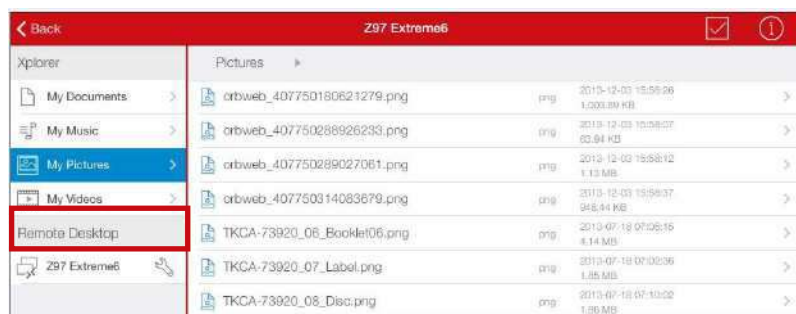 Back
Z97 Extreme6
Xplorer
Pictures
My Documents
My Music
My Pictures
My Videos
Remote Desktop
Z97 Extreme6
orbweb_407750180621279.png png 2013-12-03 15:58:26
1,003.89 KB
orbweb_407750288926233.png png 2013-12-03 15:58:07
60.94 KB
orbweb_407750289027061.png png 2013-12-03 15:58:12
1.13 MB
orbweb_407750314083679.png png 2013-12-03 15:58:37
948.44 KB
TKCA-73920_06_Booklet06.png png 2013-07-18 07:08:15
4.14 MB
TKCA-73920_07_Label.png png 2013-07-18 07:09:36
1.85 MB
TKCA-73920_08_Disc.png png 2013-07-18 07:10:02
1.86 MB